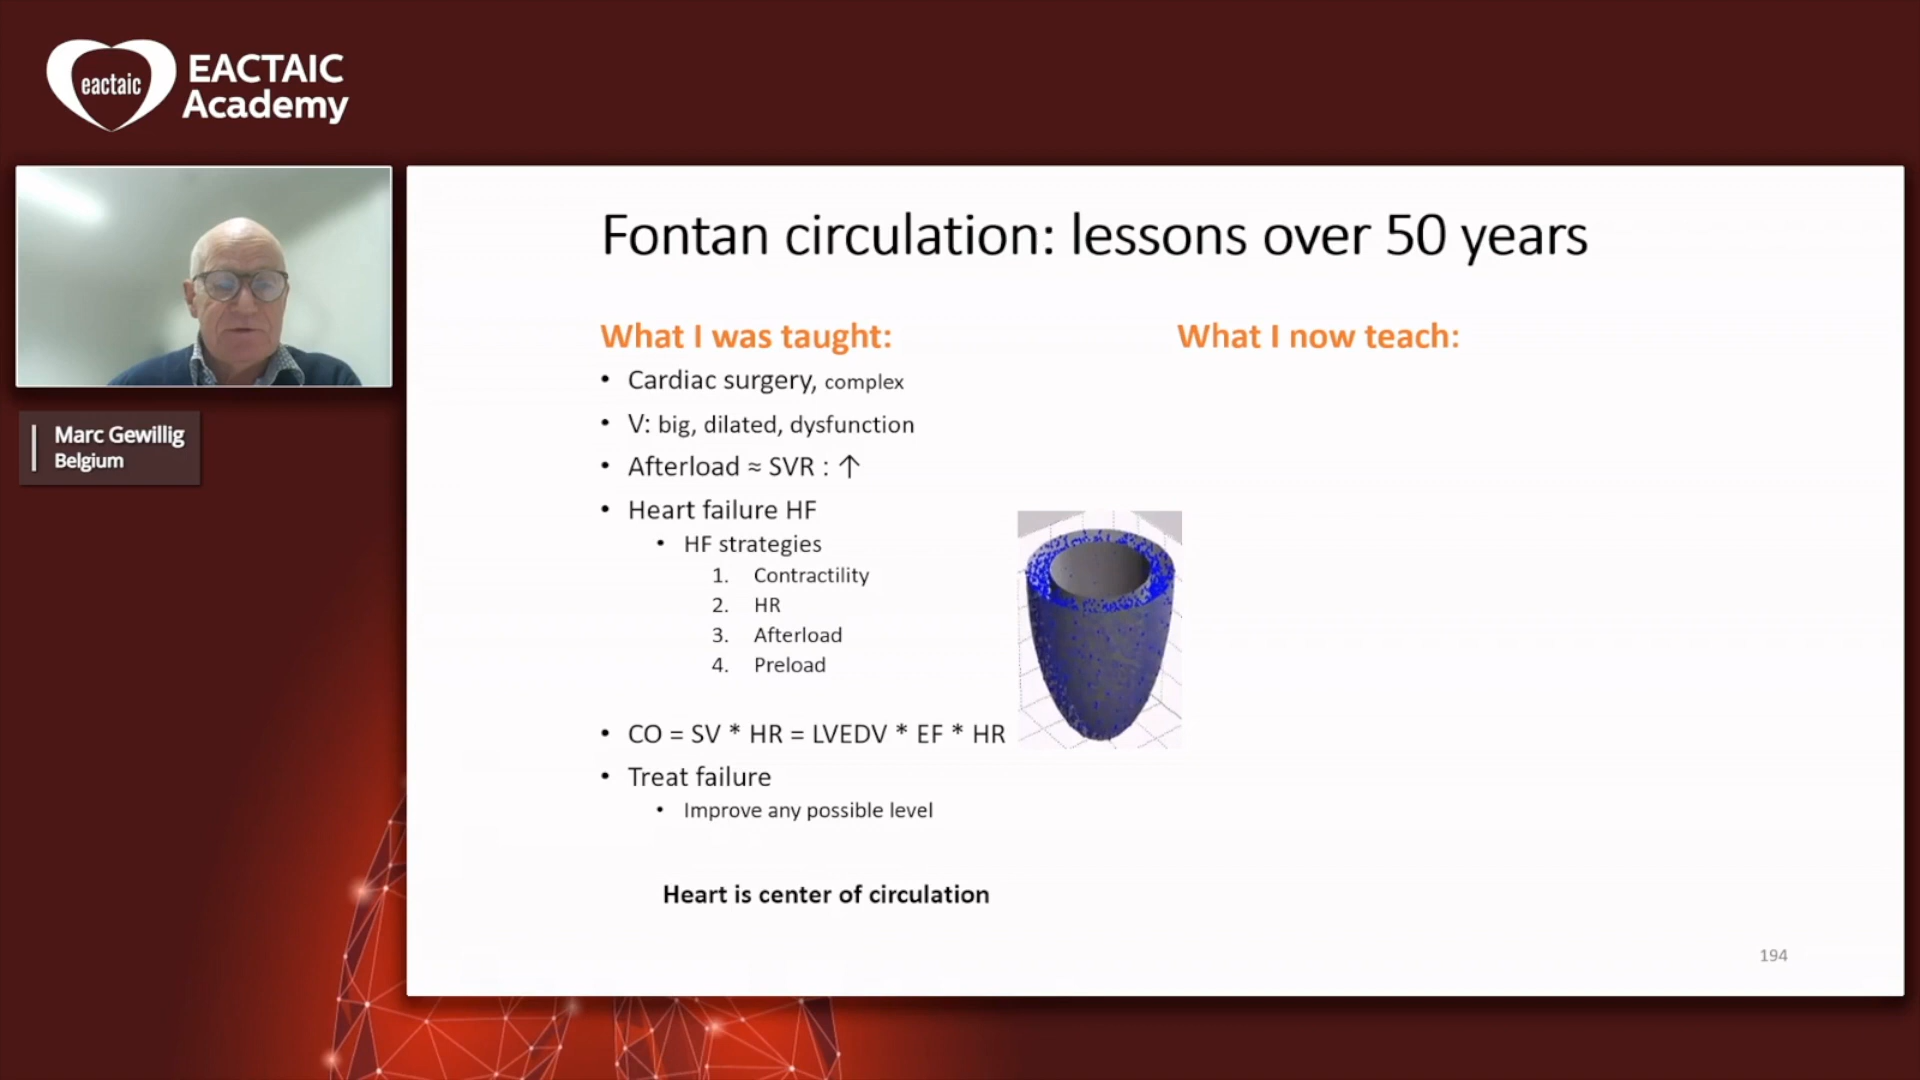 eactaic
EACTAIC
Academy
Marc Gewillig
Belgium
Fontan circulation: lessons over 50 years
What I was taught:
• Cardiac surgery, complex
• V: big, dilated, dysfunction
• Afterload ≈ SVR : ↑
• Heart failure HF
• HF strategies
1. Contractility
2. HR
3. Afterload
4. Preload
• CO = SV * HR = LVEDV * EF * HR
• Treat failure
• Improve any possible level
Heart is center of circulation
What I now teach:
194